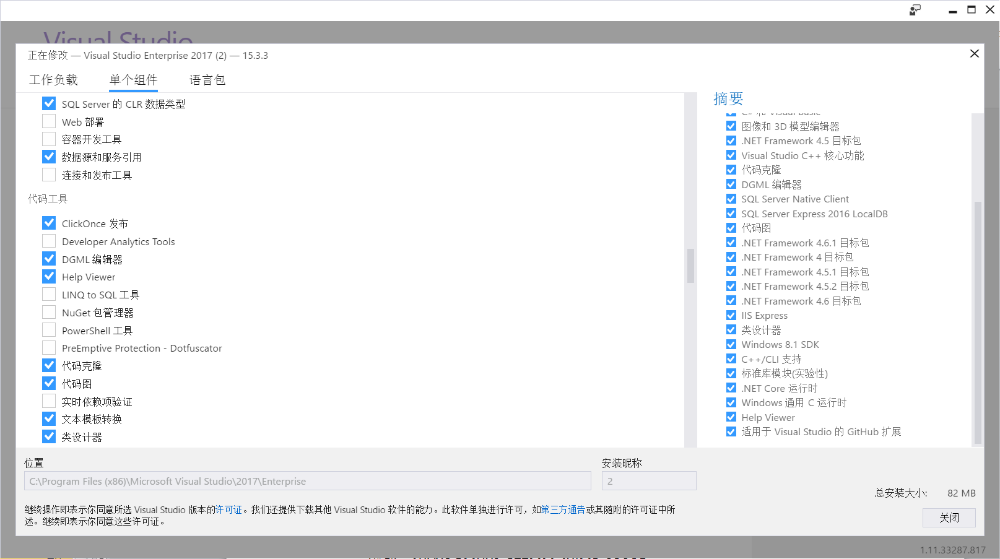 Visual Studio
正在修改 — Visual Studio Enterprise 2017 (2) — 15.3.3
工作负载 单个组件 语言包
SQL Server 的 CLR 数据类型
Web 部署
容器开发工具
数据源和服务引用
连接和发布工具
代码工具
ClickOnce 发布
Developer Analytics Tools
DGML 编辑器
Help Viewer
LINQ to SQL 工具
NuGet 包管理器
PowerShell 工具
PreEmptive Protection - Dotfuscator
代码克隆
代码图
实时依赖项验证
文本模板转换
类设计器
摘要
C# 和 Visual Basic
图像和 3D 模型编辑器
.NET Framework 4.5 目标包
Visual Studio C++ 核心功能
代码克隆
DGML 编辑器
SQL Server Native Client
SQL Server Express 2016 LocalDB
代码图
.NET Framework 4.6.1 目标包
.NET Framework 4 目标包
.NET Framework 4.5.1 目标包
.NET Framework 4.5.2 目标包
.NET Framework 4.6 目标包
IIS Express
类设计器
Windows 8.1 SDK
C++/CLI 支持
标准库模块(实验性)
.NET Core 运行时
Windows 通用 C 运行时
Help Viewer
适用于 Visual Studio 的 GitHub 扩展
位置
C:\Program Files (x86)\Microsoft Visual Studio\2017\Enterprise
安装昵称
2
总安装大小: 82 MB
继续操作即表示你同意所选 Visual Studio 版本的许可证。我们还提供下载其他 Visual Studio 软件的能力。此软件单独进行许可，如第三方通告或其随附的许可证中所
述。继续即表示你同意这些许可证。
关闭
1.11.33287.817